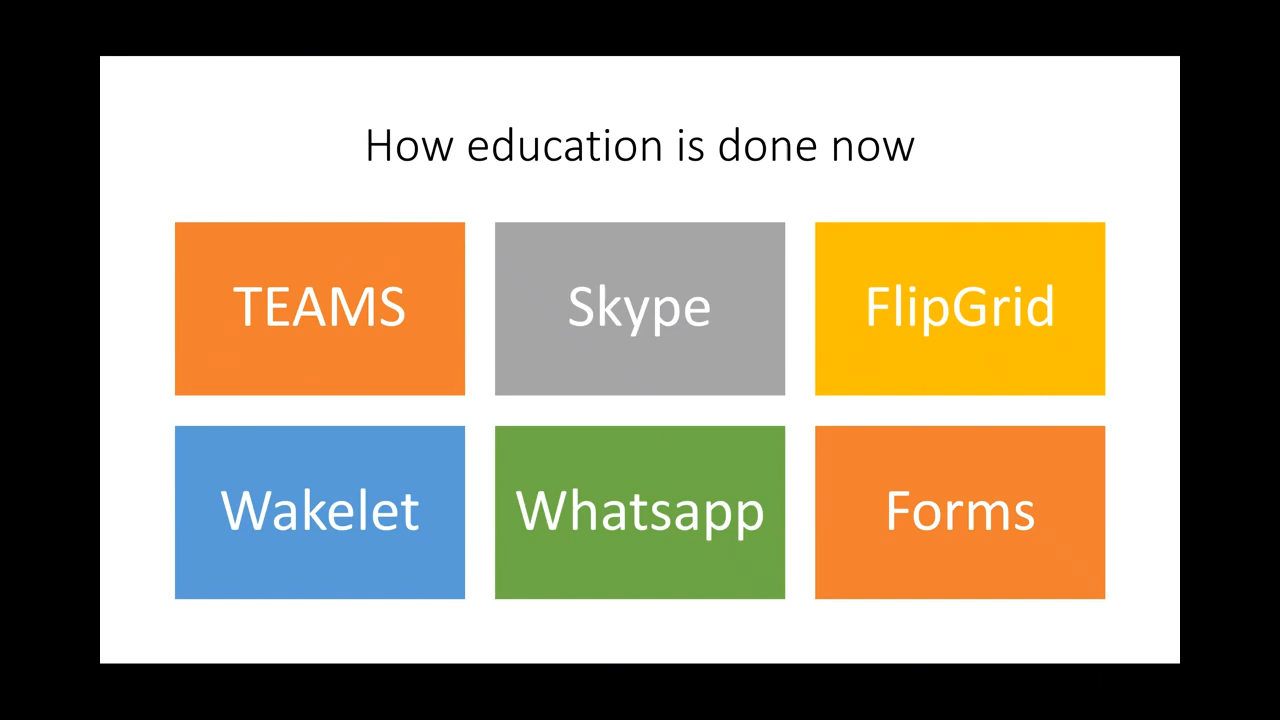 How education is done now
TEAMS
Skype
FlipGrid
Wakelet
Whatsapp
Forms